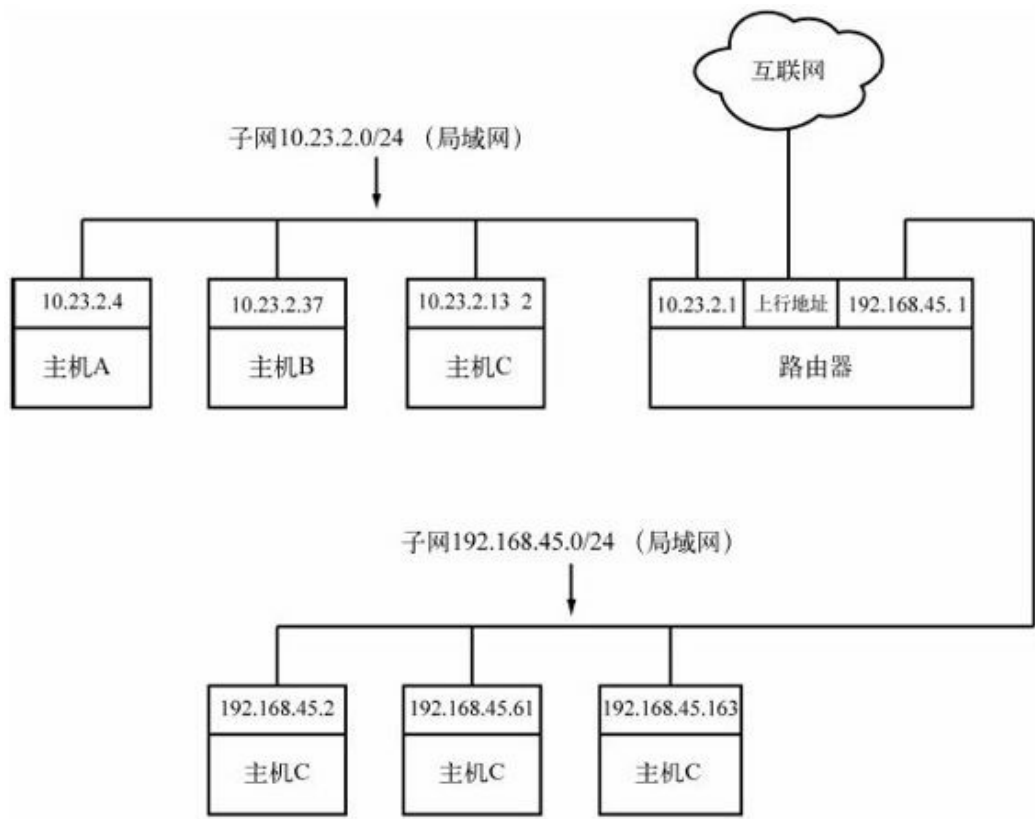 互联网
子网10.23.2.0/24 （局域网）
10.23.2.4
10.23.2.37
10.23.2.13 2
10.23.2.1
上行地址
192.168.45. 1
主机A
主机B
主机C
路由器
子网192.168.45.0/24 （局域网）
192.168.45.2
192.168.45.61
192.168.45.163
主机C
主机C
主机C